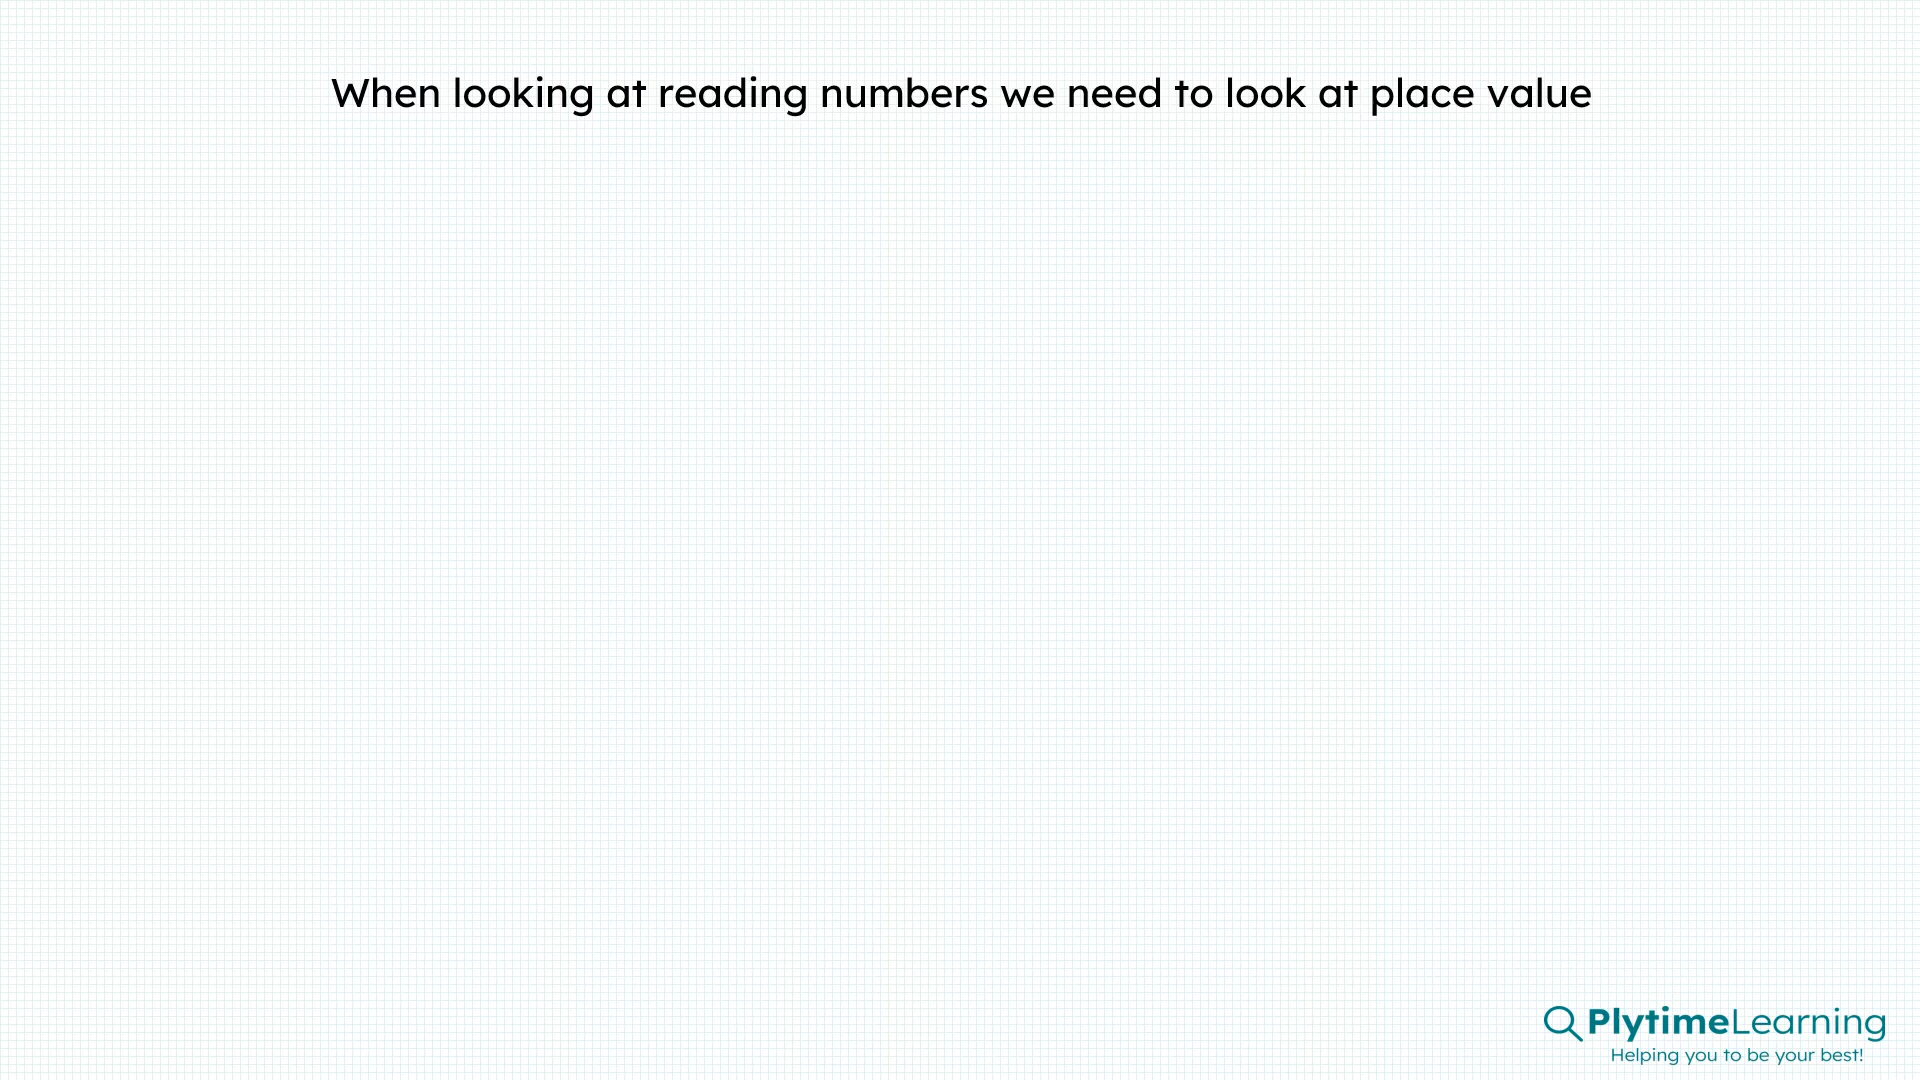 When looking at reading numbers we need to look at place value
PlytimeLearning
Helping you to be your best!